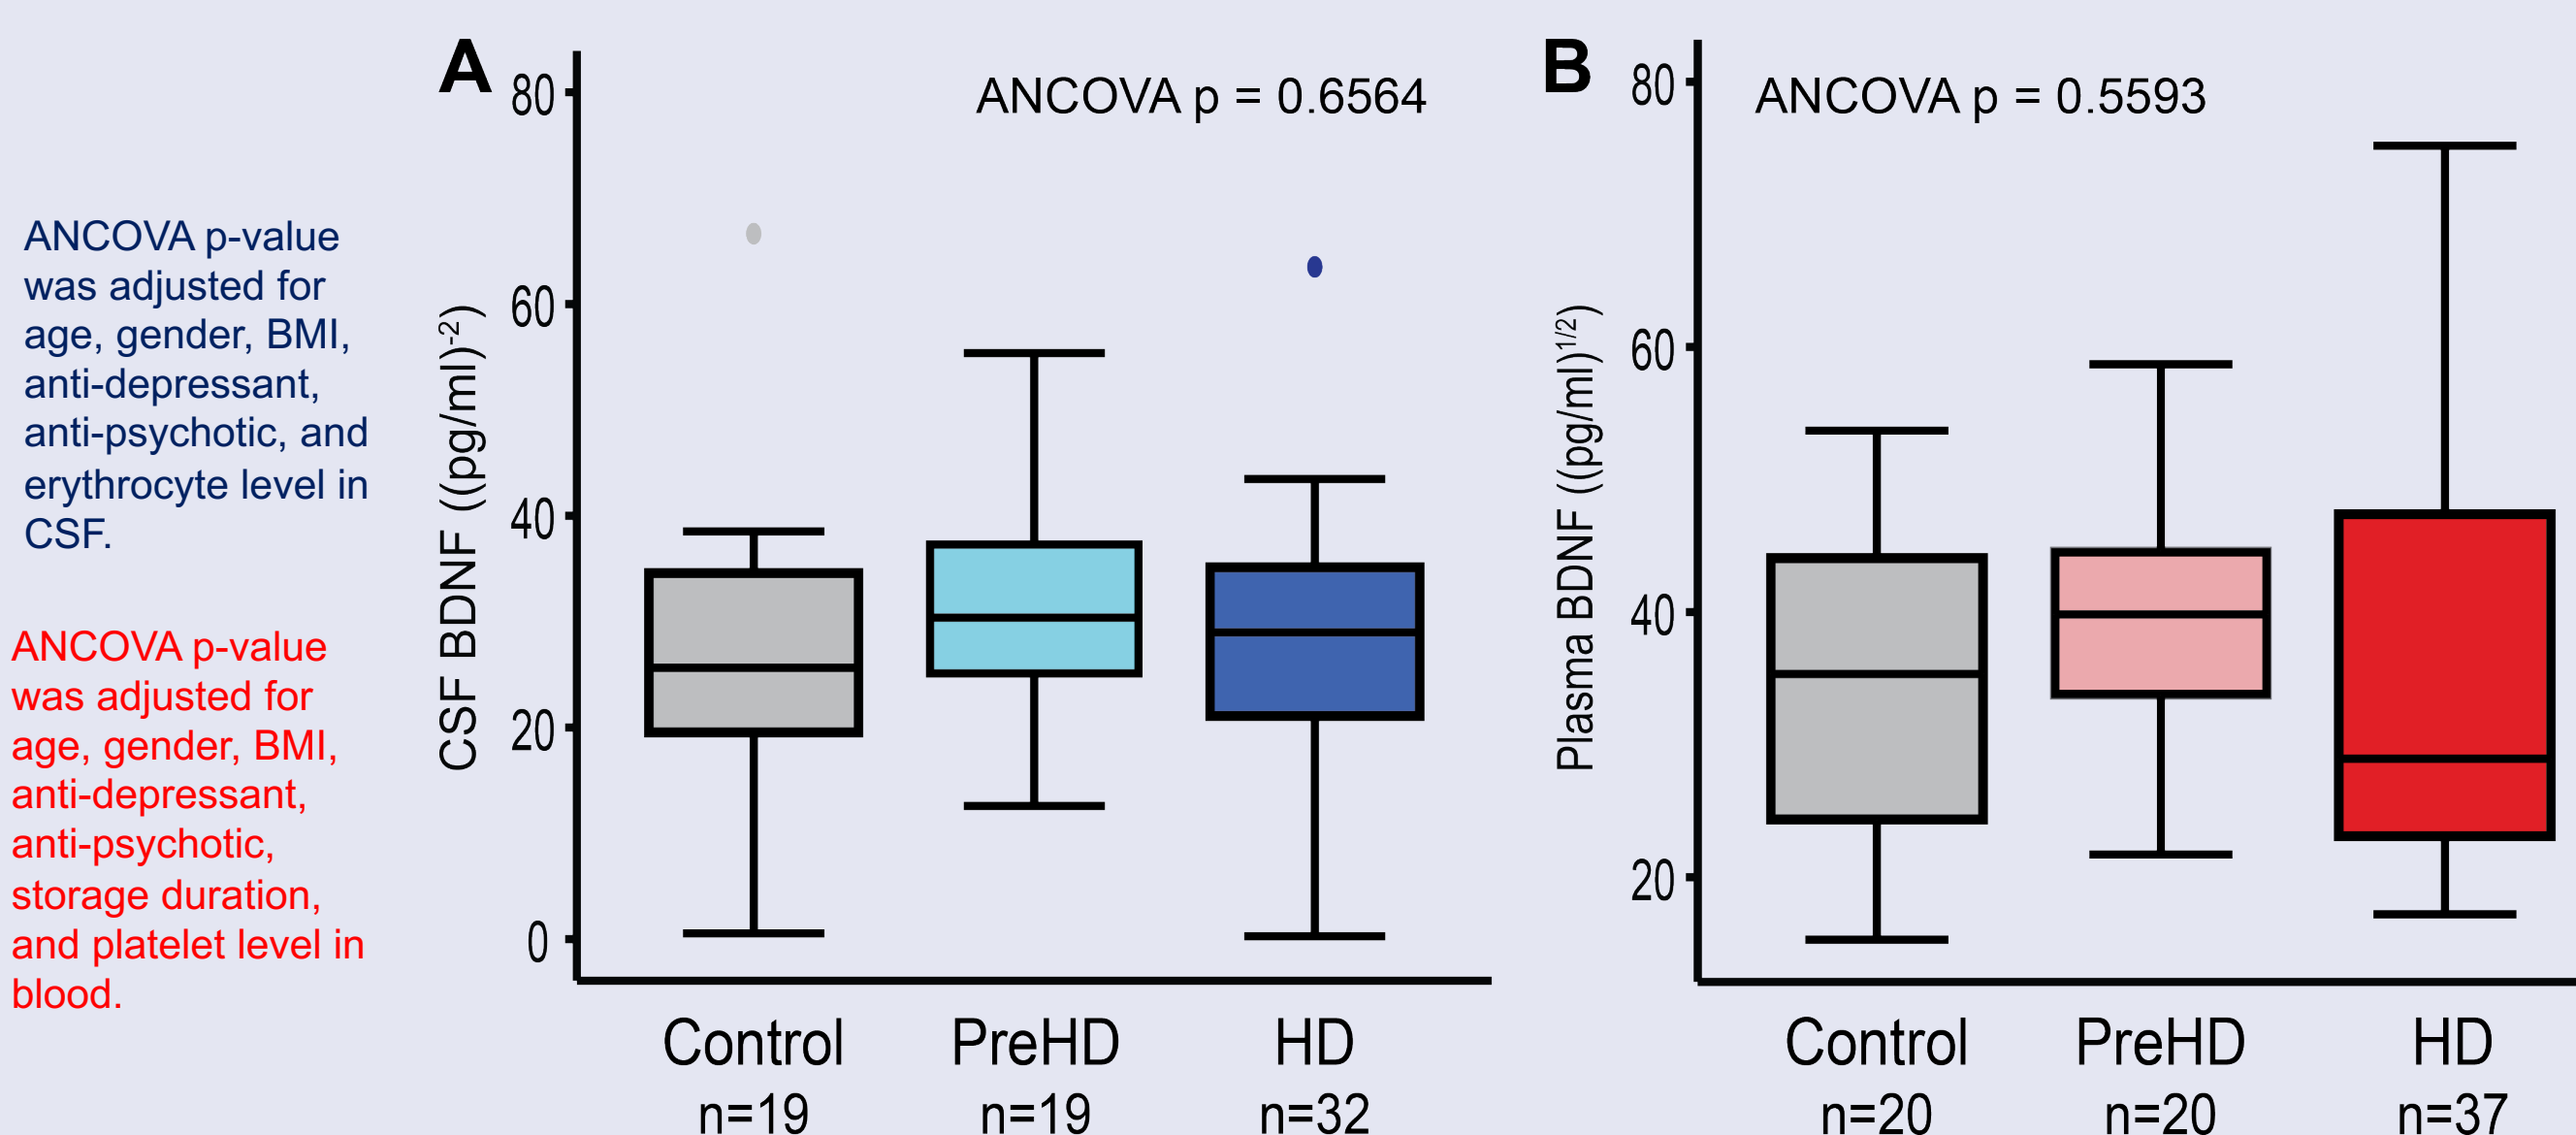 ANCOVA p-value
was adjusted for
age, gender, BMI,
anti-depressant,
anti-psychotic, and
erythrocyte level in
CSF.
ANCOVA p-value
was adjusted for
age, gender, BMI,
anti-depressant,
anti-psychotic,
storage duration,
and platelet level in
blood.
A
ANCOVA p = 0.6564
CSF BDNF ((pg/ml)⁻²)
80
60
40
20
0
Control
PreHD
HD
n=19
n=19
n=32
B
ANCOVA p = 0.5593
Plasma BDNF ((pg/ml)¹/²)
80
60
40
20
Control
PreHD
HD
n=20
n=20
n=37